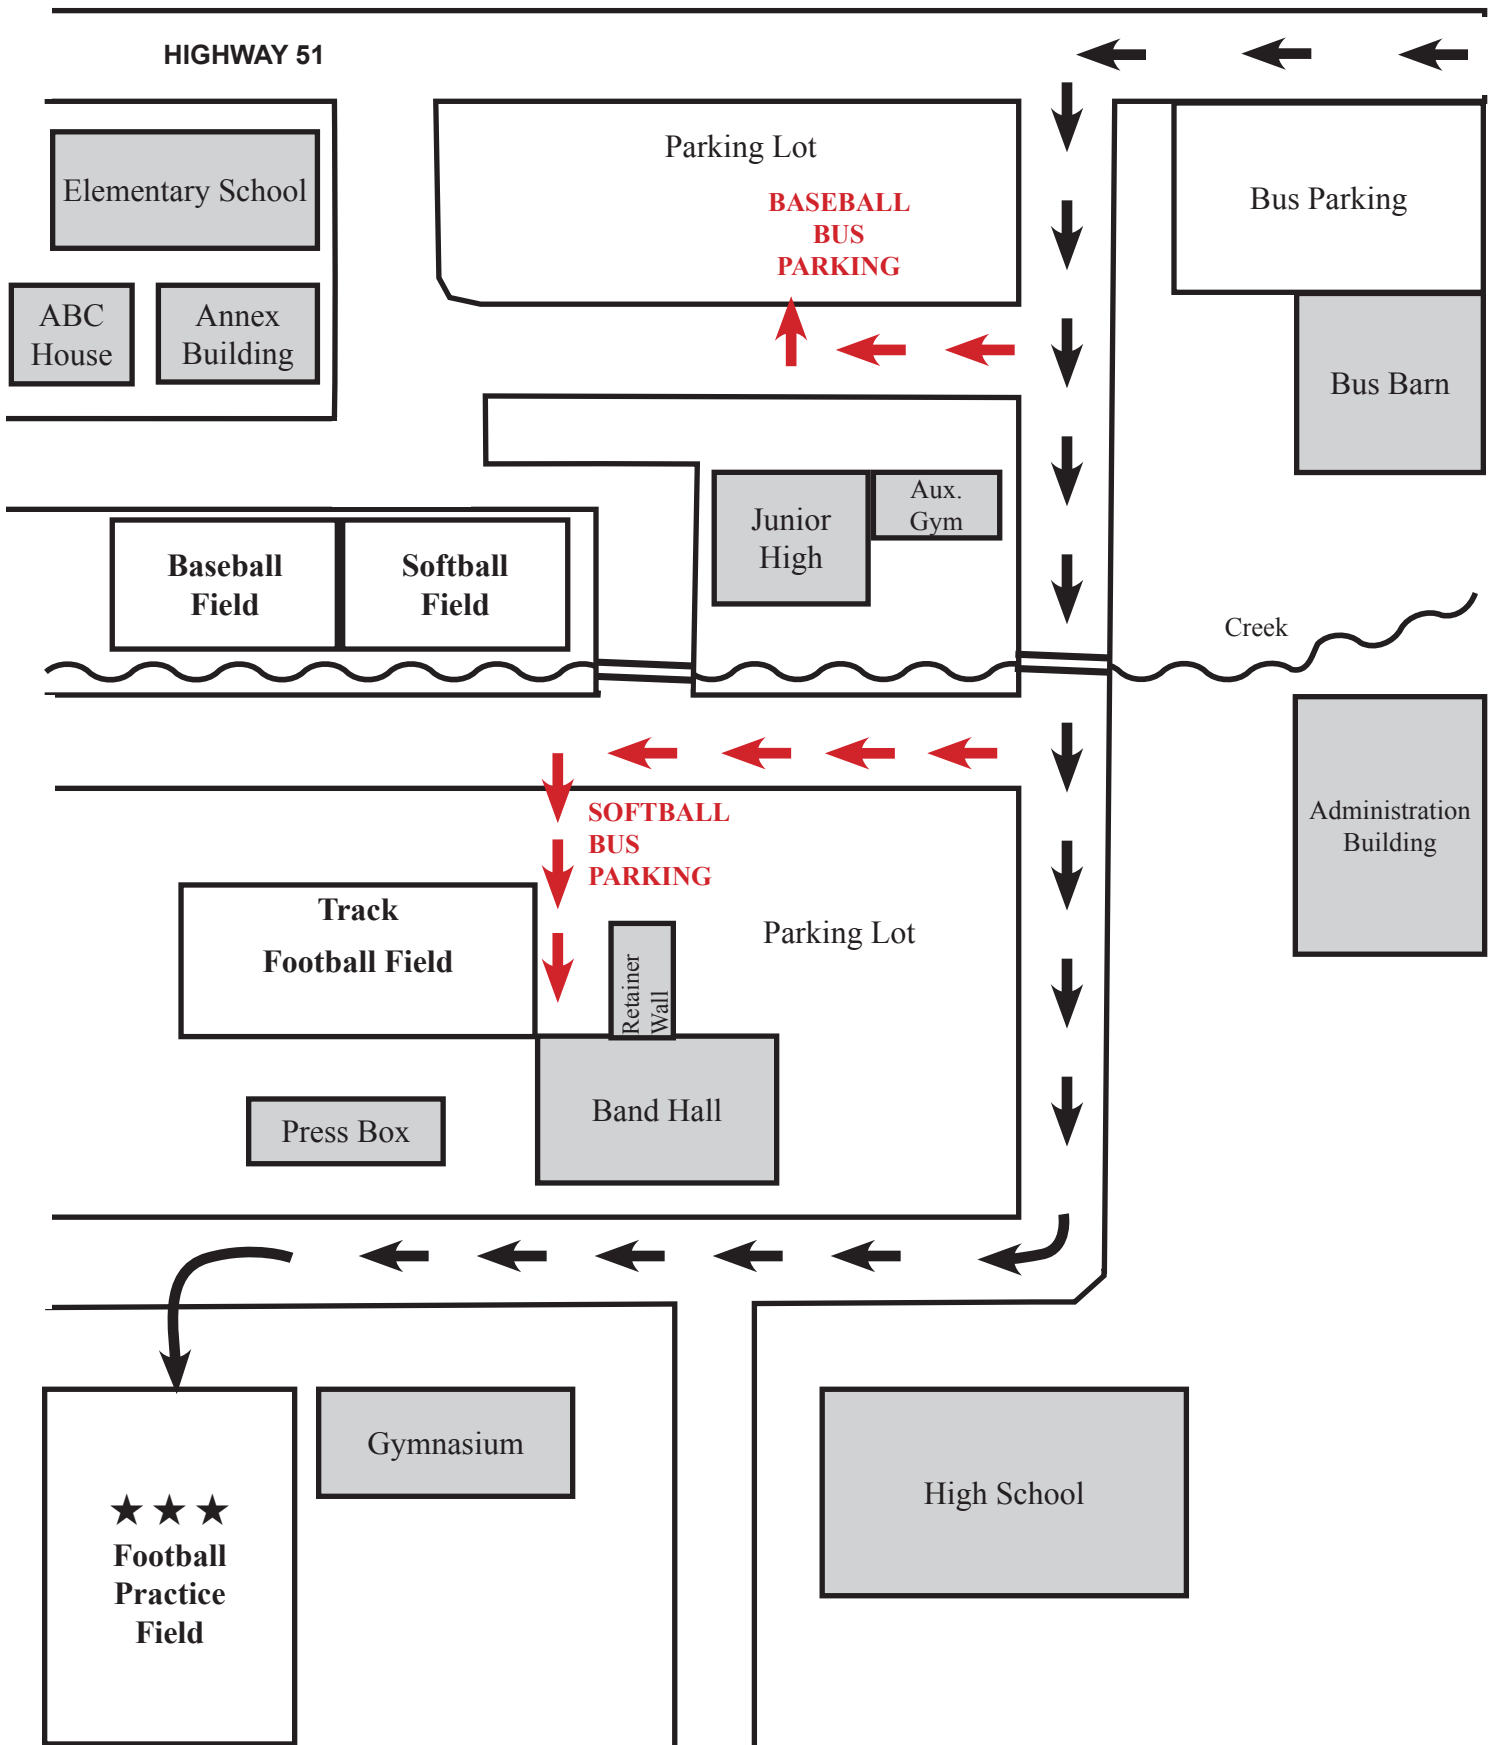 HIGHWAY 51
Parking Lot
BASEBALL
BUS
PARKING
Elementary School
Bus Parking
ABC
House
Annex
Building
Bus Barn
Junior
High
Aux.
Gym
Baseball
Field
Softball
Field
Creek
SOFTBALL
BUS
PARKING
Administration
Building
Track
Football Field
Parking Lot
Retainer
Wall
Band Hall
Press Box
Gymnasium
High School
★ ★ ★
Football
Practice
Field